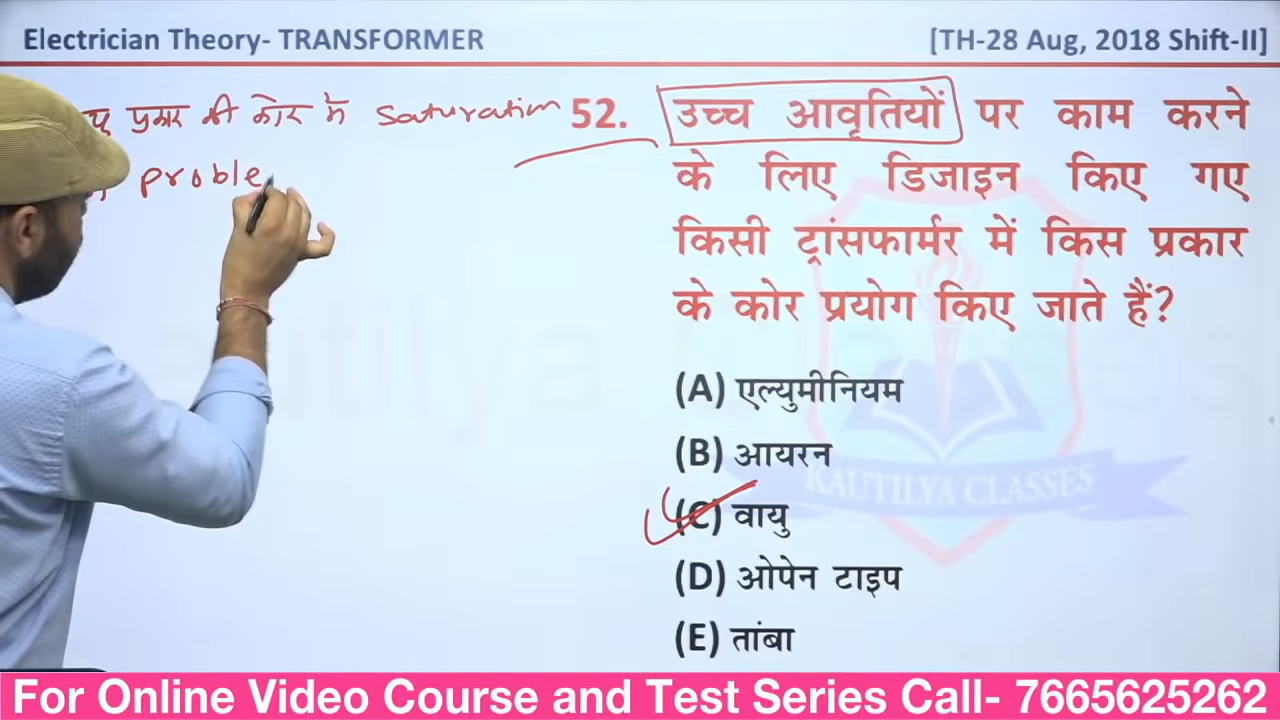 Electrician Theory- TRANSFORMER
[TH-28 Aug, 2018 Shift-II]
प्रकार की कोर मे Saturation
proble
52. उच्च आवृतियों पर काम करने
के लिए डिजाइन किए गए
किसी ट्रांसफार्मर में किस प्रकार
के कोर प्रयोग किए जाते हैं?
(A) एल्युमीनियम
(B) आयरन
(C) वायु
(D) ओपेन टाइप
(E) तांबा
KAUTILYA CLASSES
For Online Video Course and Test Series Call- 7665625262